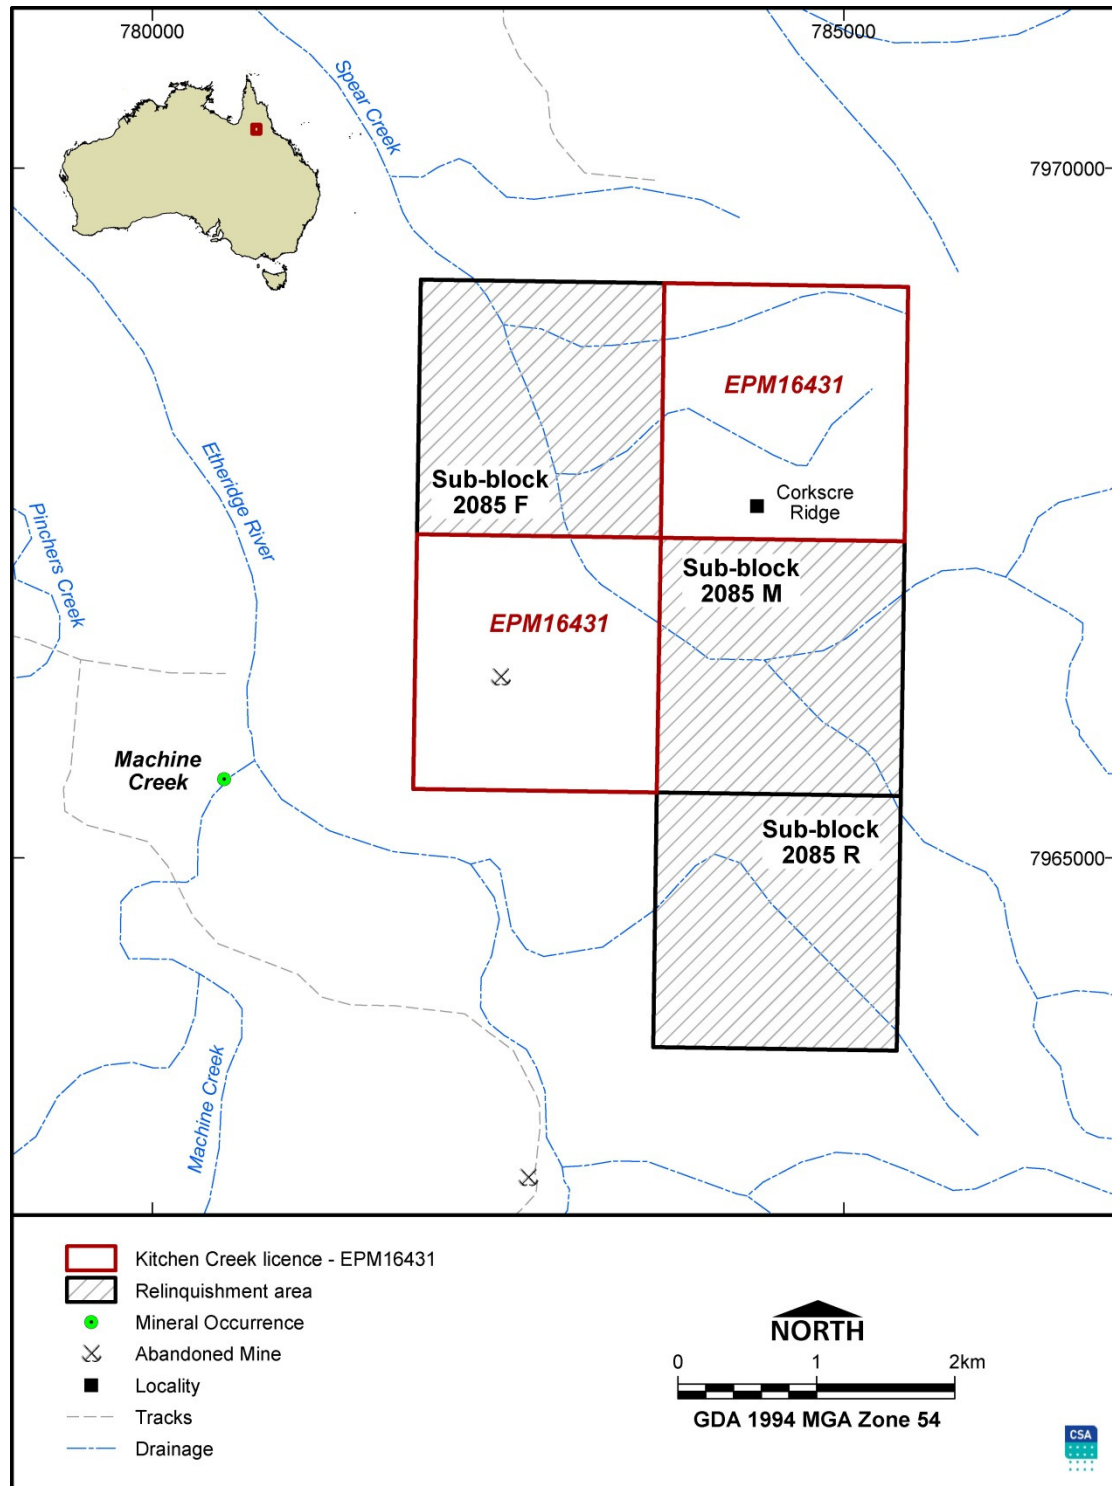 780000
785000
Spear Creek
7970000
EPM16431
Etheridge River
Sub-block
2085 F
Corkscre
Ridge
Pinchers Creek
Sub-block
2085 M
EPM16431
Machine
Creek
Sub-block
2085 R
7965000
Machine Creek
Kitchen Creek licence - EPM16431
Relinquishment area
Mineral Occurrence
Abandoned Mine
Locality
Tracks
Drainage
NORTH
0 1 2km
GDA 1994 MGA Zone 54
CSA